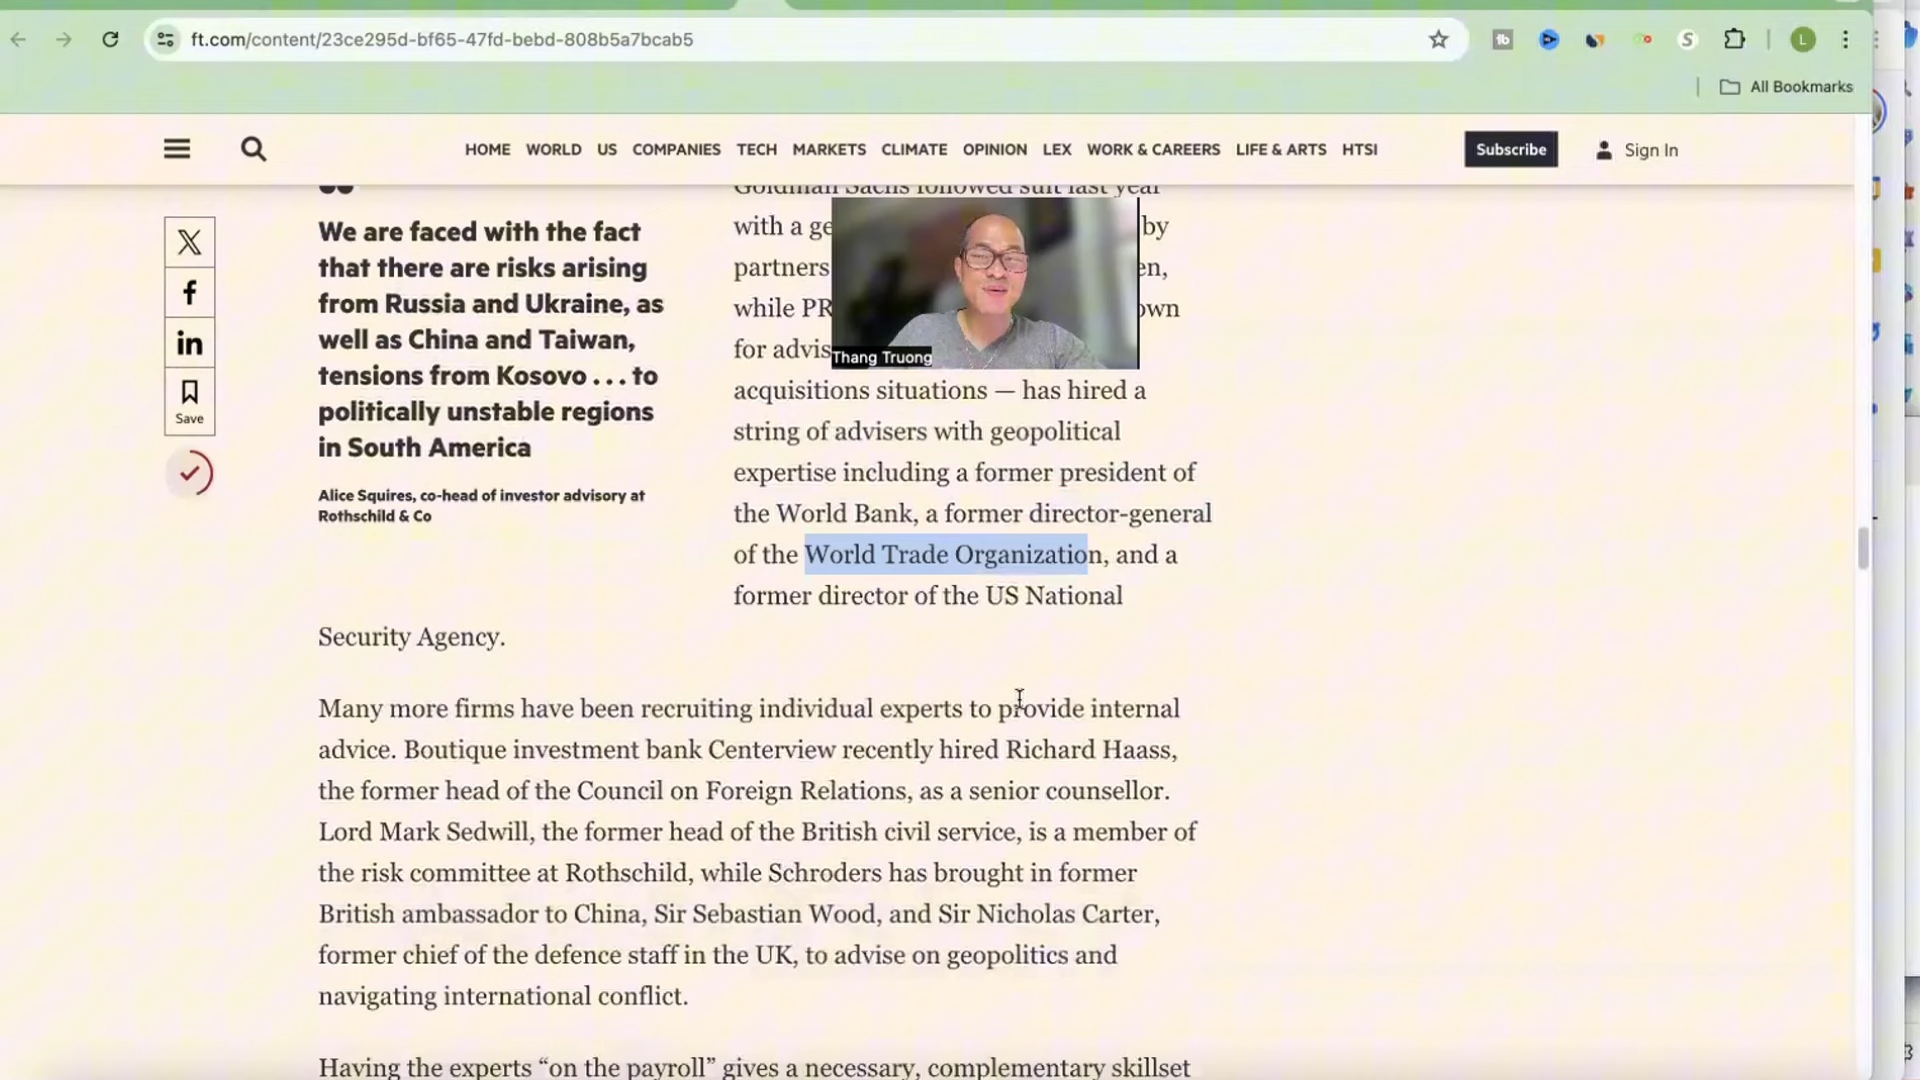 ft.com/content/23ce295d-bf65-47fd-bebd-808b5a7bcab5
L
All Bookmarks
HOME WORLD US COMPANIES TECH MARKETS CLIMATE OPINION LEX WORK & CAREERS LIFE & ARTS HTSI
Subscribe
Sign In
X
f
in
Save
We are faced with the fact
that there are risks arising
from Russia and Ukraine, as
well as China and Taiwan,
tensions from Kosovo . . . to
politically unstable regions
in South America
Alice Squires, co-head of investor advisory at
Rothschild & Co
Goldman Sachs followed suit last year
with a ge by
partners en,
while PR own
for advis
Thang Truong
acquisitions situations — has hired a
string of advisers with geopolitical
expertise including a former president of
the World Bank, a former director-general
of the World Trade Organization, and a
former director of the US National
Security Agency.
Many more firms have been recruiting individual experts to provide internal
advice. Boutique investment bank Centerview recently hired Richard Haass,
the former head of the Council on Foreign Relations, as a senior counsellor.
Lord Mark Sedwill, the former head of the British civil service, is a member of
the risk committee at Rothschild, while Schroders has brought in former
British ambassador to China, Sir Sebastian Wood, and Sir Nicholas Carter,
former chief of the defence staff in the UK, to advise on geopolitics and
navigating international conflict.
Having the experts “on the payroll” gives a necessary, complementary skillset